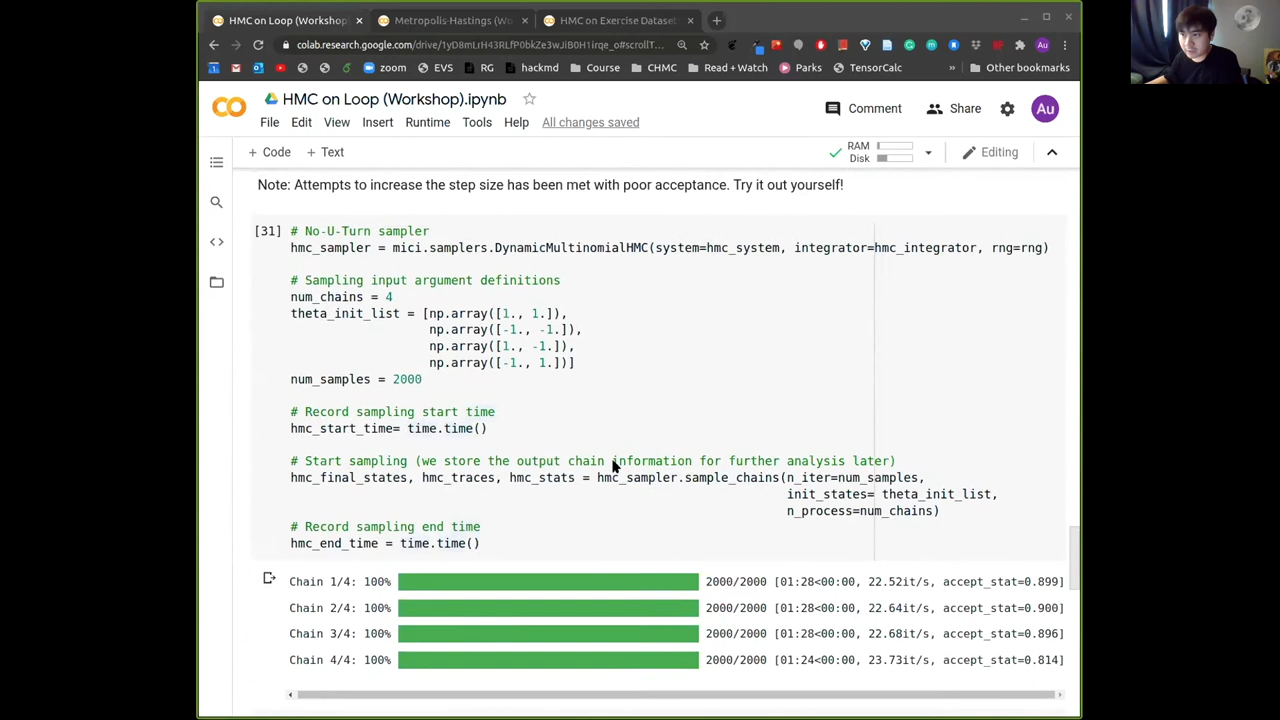 HMC on Loop (Workshop)
Metropolis-Hastings (W
HMC on Exercise Dataset
colab.research.google.com/drive/
zoom
EVS
RG
hackmd
Course
CHMC
Read + Watch
Parks
TensorCalc
»
Other bookmarks
HMC on Loop (Workshop).ipynb
Comment
Share
Au
File Edit View Insert Runtime Tools Help All changes saved
+ Code + Text
RAM
Disk
Editing
Note: Attempts to increase the step size has been met with poor acceptance. Try it out yourself!
[31] # No-U-Turn sampler
hmc_sampler = mici.samplers.DynamicMultinomialHMC(system=hmc_system, integrator=hmc_integrator, rng=rng)
# Sampling input argument definitions
num_chains = 4
theta_init_list = [np.array([1., 1.]),
np.array([-1., -1.]),
np.array([1., -1.]),
np.array([-1., 1.])]
num_samples = 2000
# Record sampling start time
hmc_start_time= time.time()
# Start sampling (we store the output chain information for further analysis later)
hmc_final_states, hmc_traces, hmc_stats = hmc_sampler.sample_chains(n_iter=num_samples,
init_states= theta_init_list,
n_process=num_chains)
# Record sampling end time
hmc_end_time = time.time()
Chain 1/4: 100% 2000/2000 [01:28<00:00, 22.52it/s, accept_stat=0.899]
Chain 2/4: 100% 2000/2000 [01:28<00:00, 22.64it/s, accept_stat=0.900]
Chain 3/4: 100% 2000/2000 [01:28<00:00, 22.68it/s, accept_stat=0.896]
Chain 4/4: 100% 2000/2000 [01:24<00:00, 23.73it/s, accept_stat=0.814]